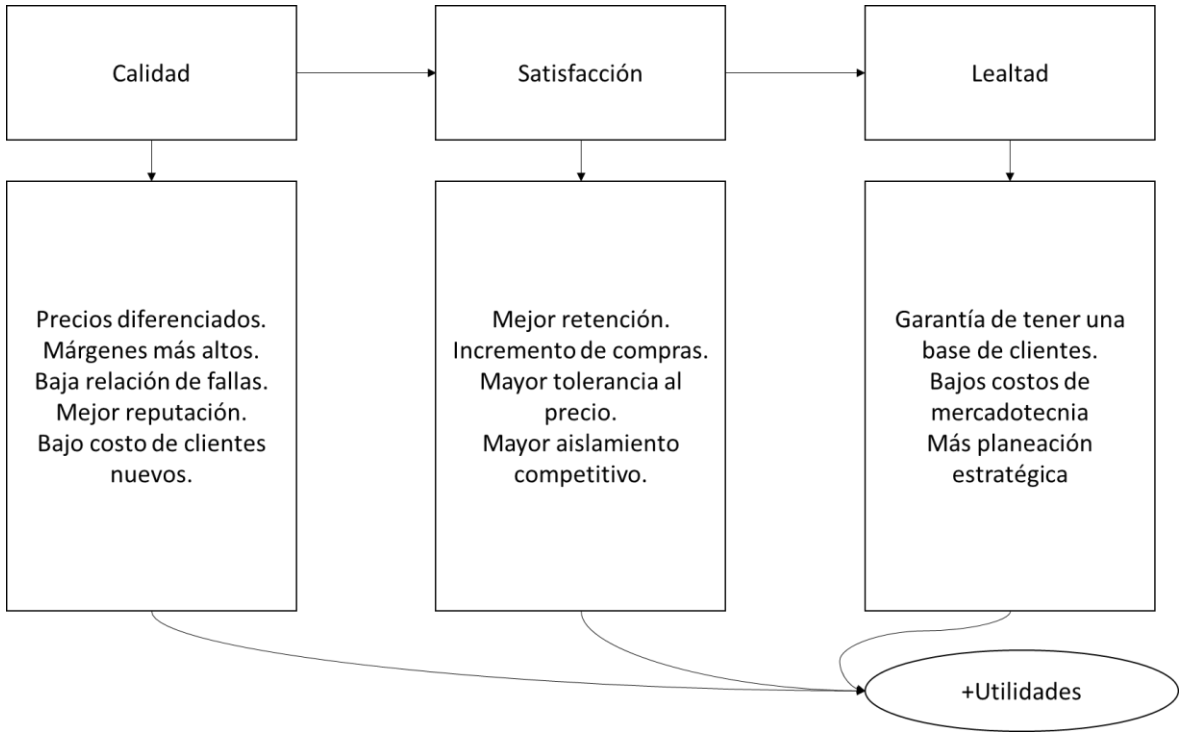 Calidad
Satisfacción
Lealtad
Precios diferenciados.
Márgenes más altos.
Baja relación de fallas.
Mejor reputación.
Bajo costo de clientes
nuevos.
Mejor retención.
Incremento de compras.
Mayor tolerancia al
precio.
Mayor aislamiento
competitivo.
Garantía de tener una
base de clientes.
Bajos costos de
mercadotecnia
Más planeación
estratégica
+Utilidades